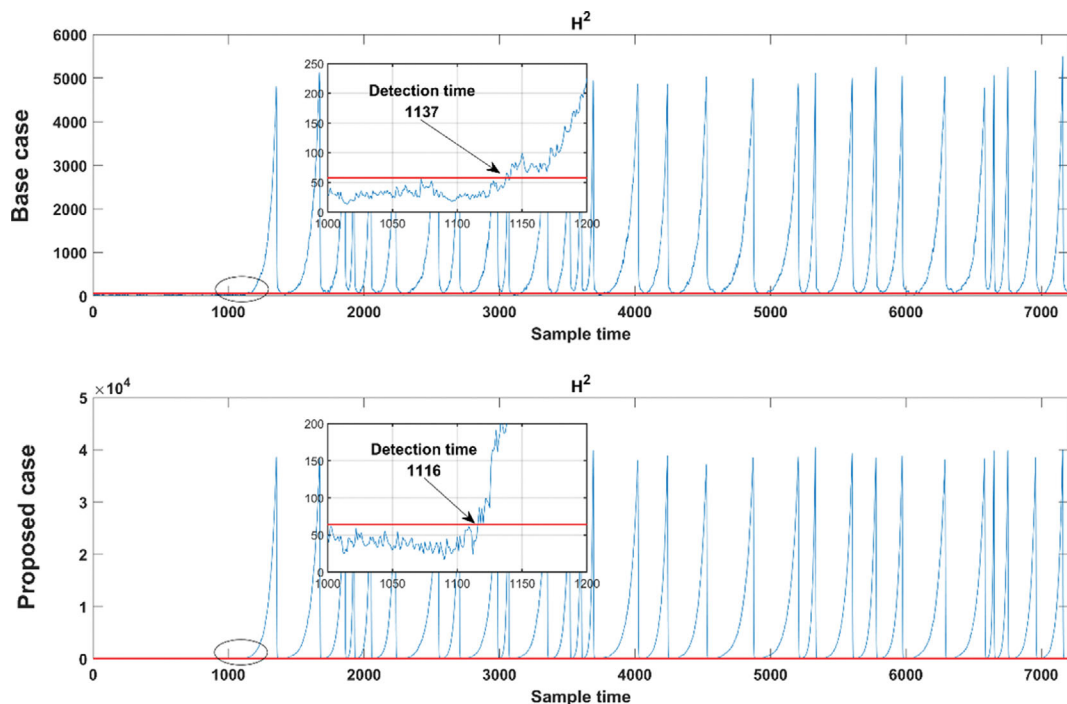 H²
Base case
6000
5000
4000
3000
2000
1000
0
250
200
150
100
50
0
Detection time
1137
1000 1050 1100 1150 1200
0 1000 2000 3000 4000 5000 6000 7000
Sample time
H²
Proposed case
×10⁴
5
4
3
2
1
0
200
150
100
50
0
Detection time
1116
1000 1050 1100 1150 1200
0 1000 2000 3000 4000 5000 6000 7000
Sample time